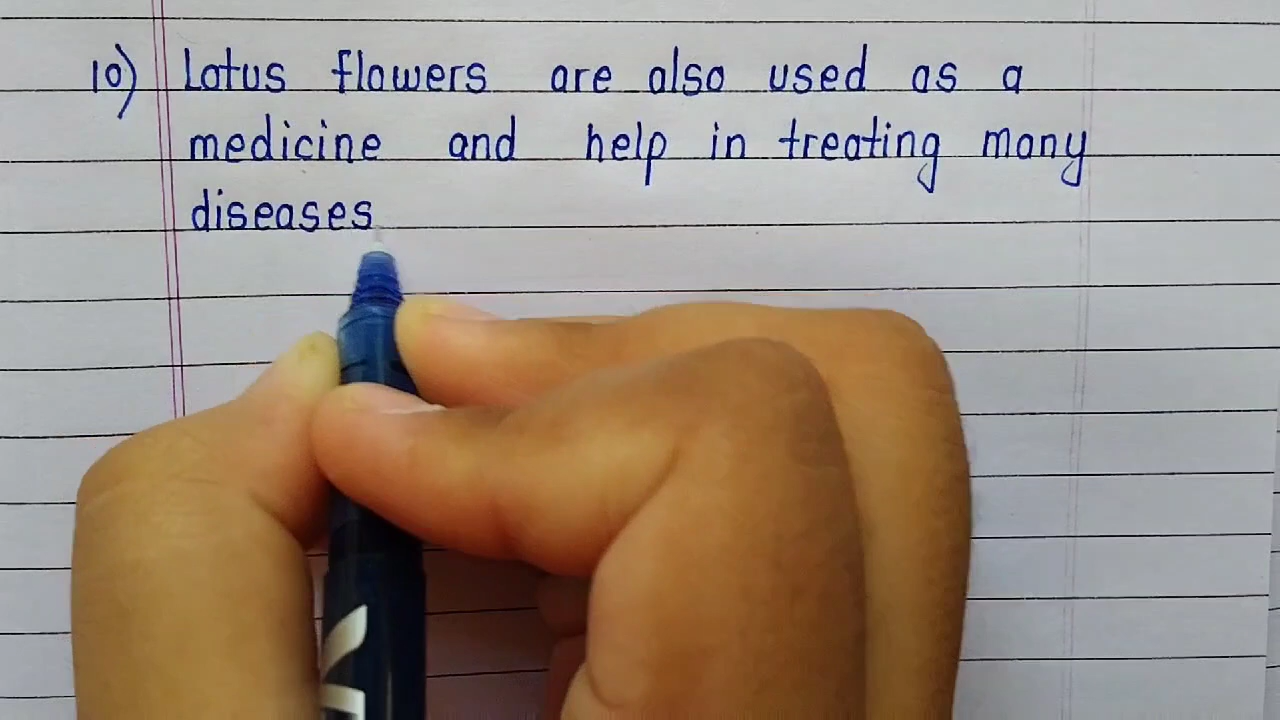 10) Lotus flowers are also used as a
medicine and help in treating many
diseases